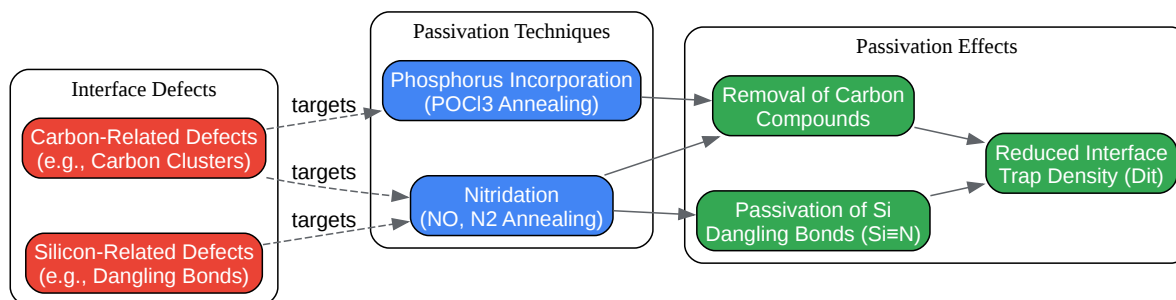 Interface Defects
Carbon-Related Defects
(e.g., Carbon Clusters)
Silicon-Related Defects
(e.g., Dangling Bonds)
targets
targets
targets
Passivation Techniques
Phosphorus Incorporation
(POCl3 Annealing)
Nitridation
(NO, N2 Annealing)
Passivation Effects
Removal of Carbon
Compounds
Passivation of Si
Dangling Bonds (Si≡N)
Reduced Interface
Trap Density (Dit)